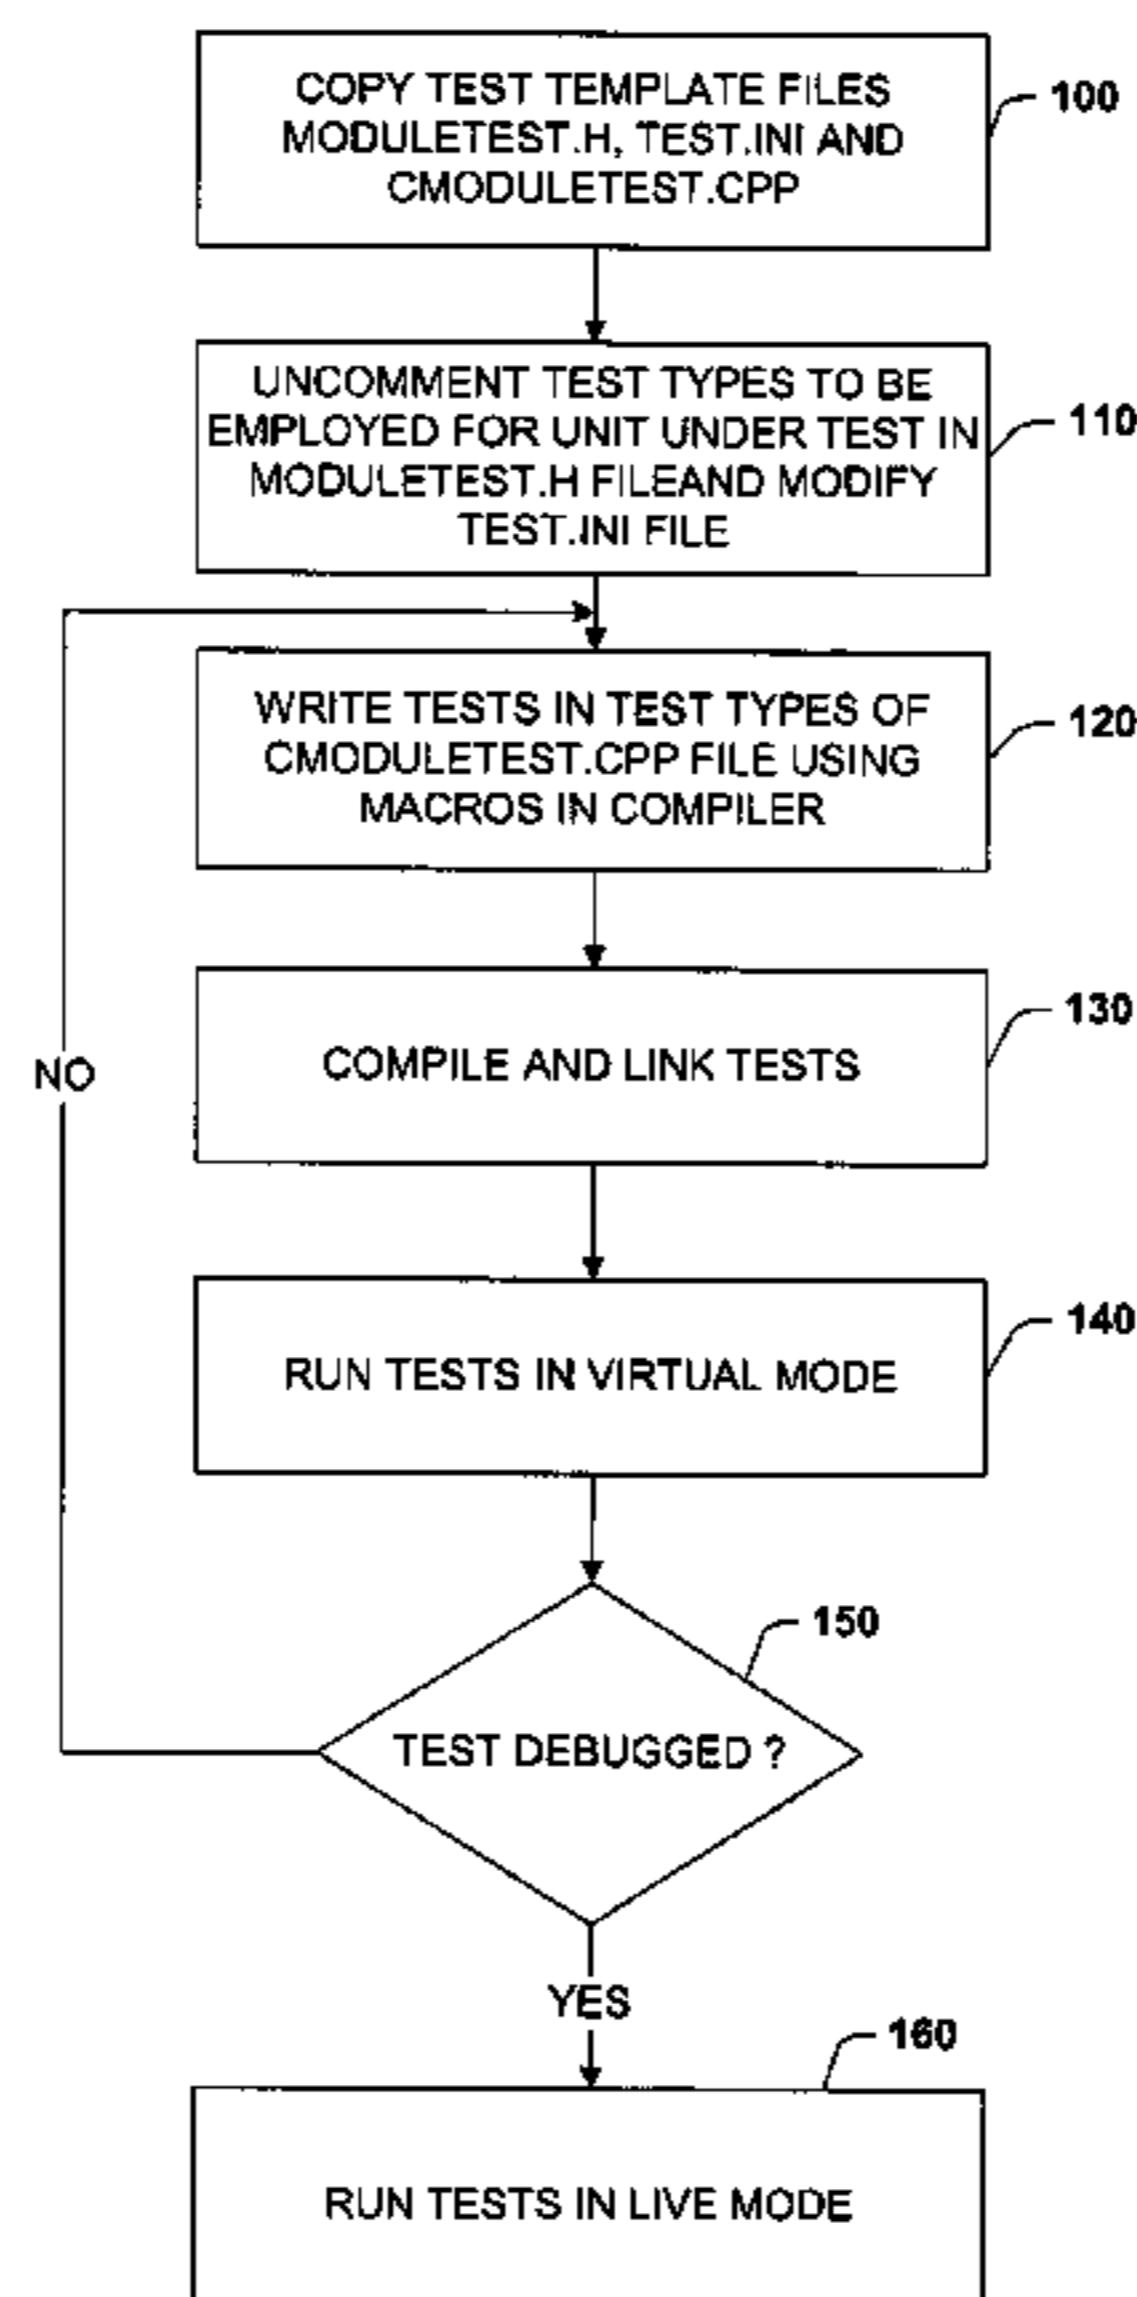 COPY TEST TEMPLATE FILES
MODULETEST.H, TEST.INI AND
CMODULETEST.CPP
100
UNCOMMENT TEST TYPES TO BE
EMPLOYED FOR UNIT UNDER TEST IN
MODULETEST.H FILEAND MODIFY
TEST.INI FILE
110
WRITE TESTS IN TEST TYPES OF
CMODULETEST.CPP FILE USING
MACROS IN COMPILER
120
COMPILE AND LINK TESTS
130
NO
RUN TESTS IN VIRTUAL MODE
140
TEST DEBUGGED ?
150
YES
RUN TESTS IN LIVE MODE
160